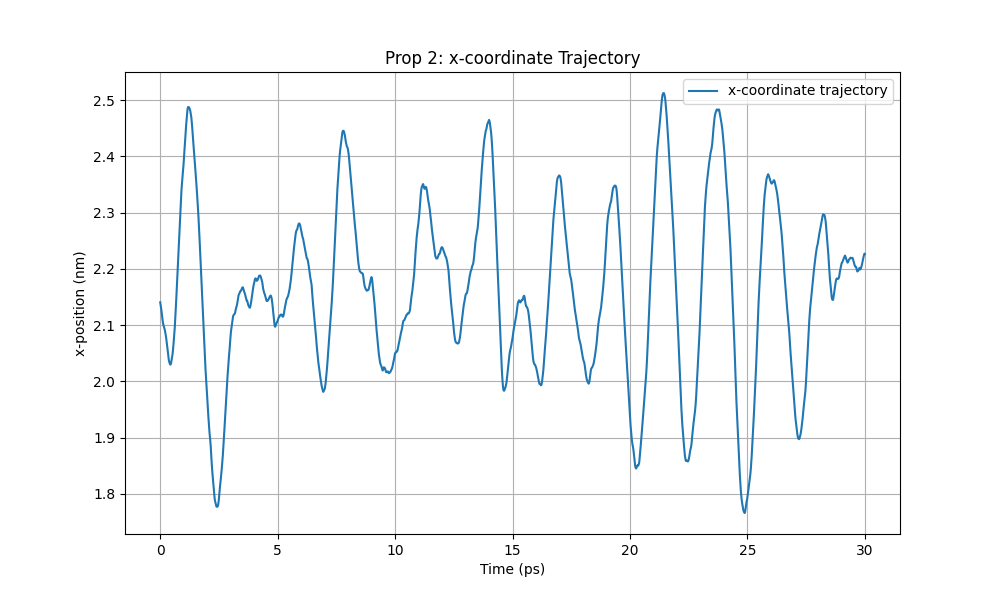 Prop 2: x-coordinate Trajectory
x-coordinate trajectory
x-position (nm)
2.5
2.4
2.3
2.2
2.1
2.0
1.9
1.8
0 5 10 15 20 25 30
Time (ps)